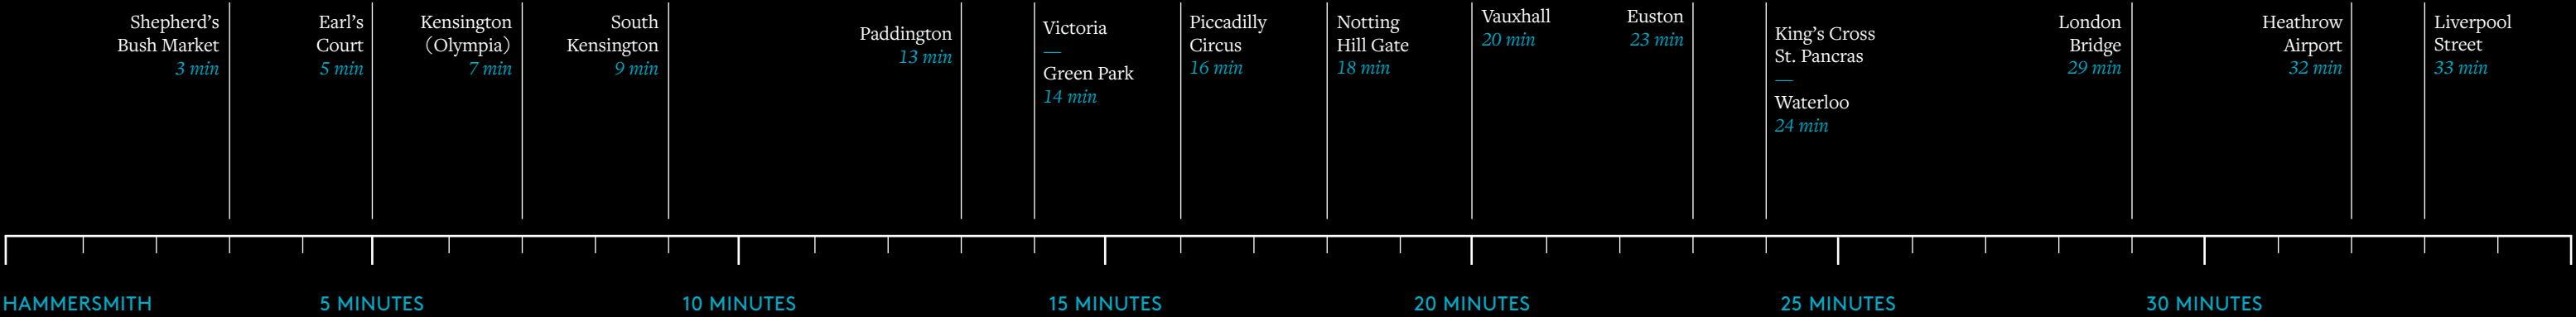 Shepherd's
Bush Market
3 min
Earl's
Court
5 min
Kensington
(Olympia)
7 min
South
Kensington
9 min
Paddington
13 min
Victoria
—
Green Park
14 min
Piccadilly
Circus
16 min
Notting
Hill Gate
18 min
Vauxhall
20 min
Euston
23 min
King's Cross
St. Pancras
—
Waterloo
24 min
London
Bridge
29 min
Heathrow
Airport
32 min
Liverpool
Street
33 min
HAMMERSMITH
5 MINUTES
10 MINUTES
15 MINUTES
20 MINUTES
25 MINUTES
30 MINUTES